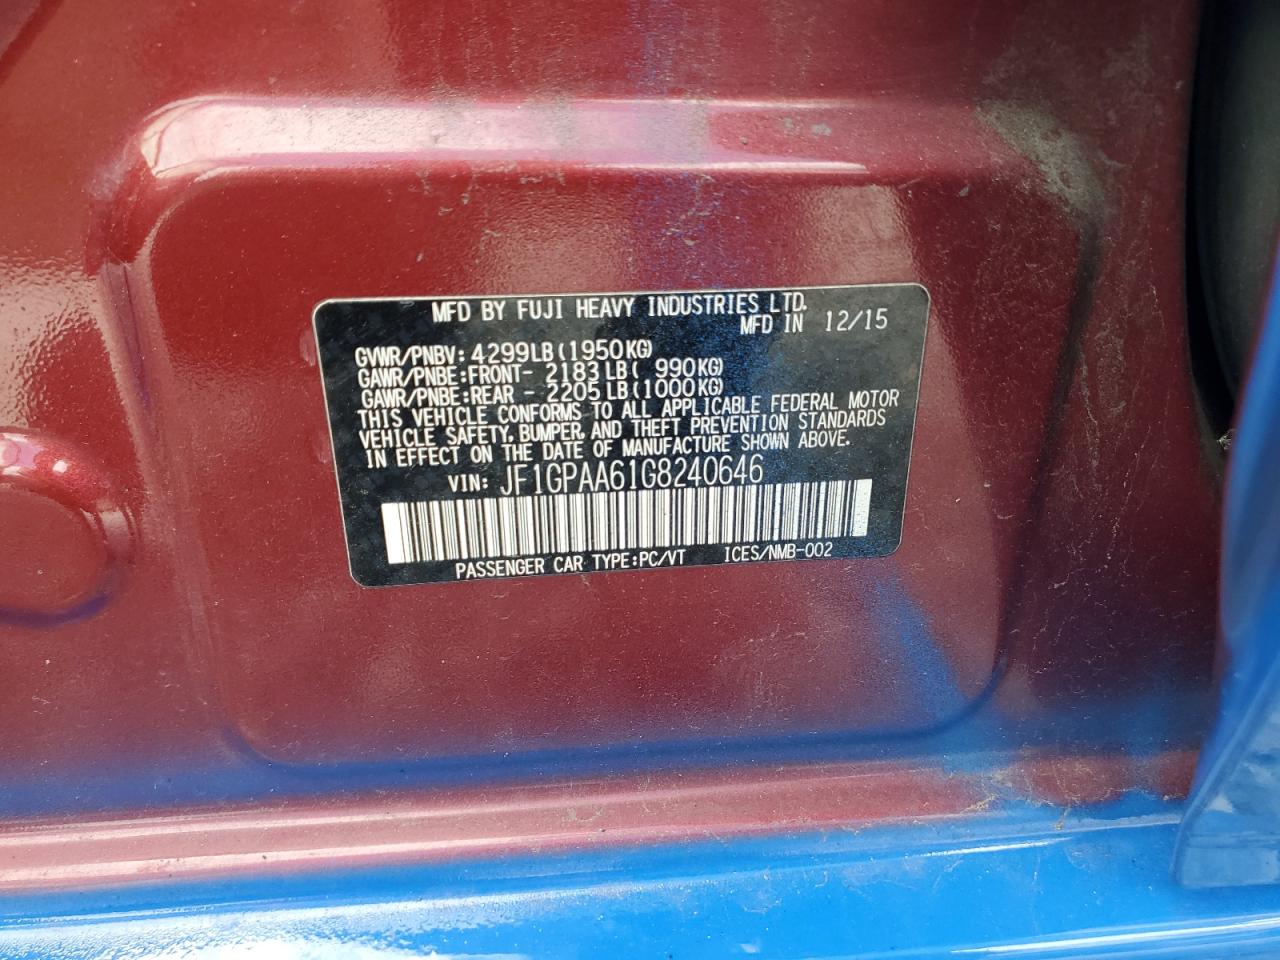 MFD BY FUJI HEAVY INDUSTRIES LTD.
MFD IN 12/15
GVWR/PNBV: 4299LB(1950KG)
GAWR/PNBE:FRONT- 2183LB( 990KG)
GAWR/PNBE:REAR - 2205LB(1000KG)
THIS VEHICLE CONFORMS TO ALL APPLICABLE FEDERAL MOTOR
VEHICLE SAFETY, BUMPER, AND THEFT PREVENTION STANDARDS
IN EFFECT ON THE DATE OF MANUFACTURE SHOWN ABOVE.
VIN: JF1GPAA61G8240646
PASSENGER CAR TYPE:PC/VT ICES/NMB-002